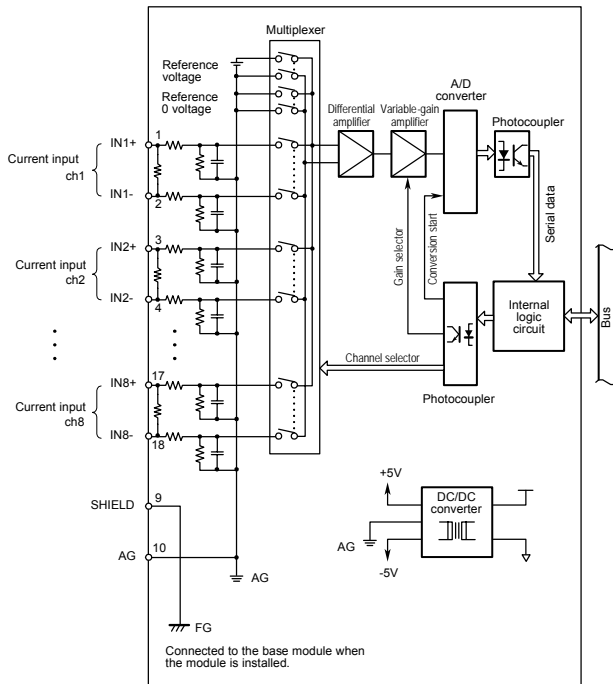 Multiplexer
Reference
voltage
Reference
0 voltage
Differential
amplifier
Variable-gain
amplifier
A/D
converter
Photocoupler
Current input
ch1
IN1+
1
IN1-
2
Current input
ch2
IN2+
3
IN2-
4
Gain selector
Conversion start
Serial data
Internal
logic
circuit
Bus
Channel selector
Photocoupler
Current input
ch8
IN8+
17
IN8-
18
SHIELD
9
AG
10
AG
FG
+5V
DC/DC
converter
AG
-5V
Connected to the base module when
the module is installed.